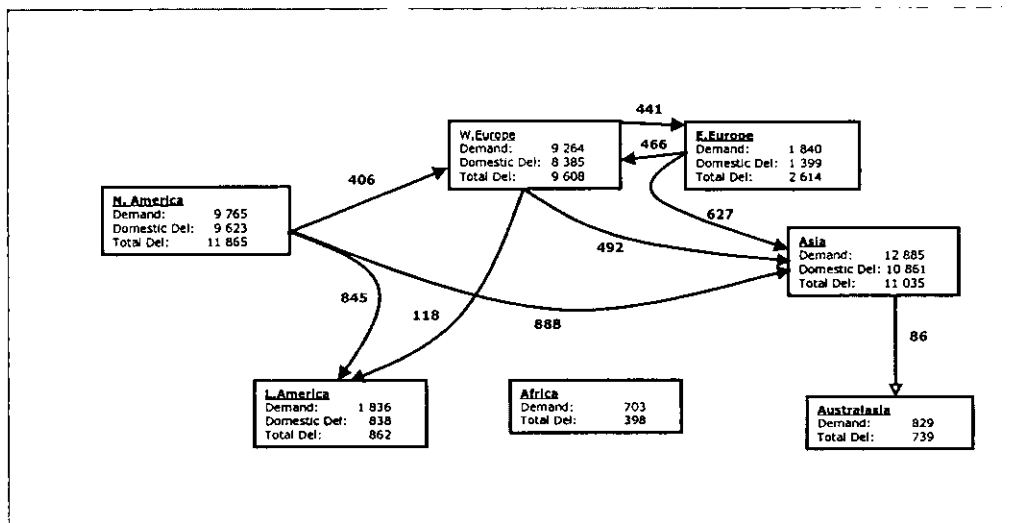 441
W.Europe
Demand: 9 264
Domestic Del: 8 385
Total Del: 9 608
466
E.Europe
Demand: 1 840
Domestic Del: 1 399
Total Del: 2 614
406
N. America
Demand: 9 765
Domestic Del: 9 623
Total Del: 11 865
627
492
Asia
Demand: 12 885
Domestic Del: 10 861
Total Del: 11 035
845
118
888
86
L.America
Demand: 1 836
Domestic Del: 838
Total Del: 862
Africa
Demand: 703
Total Del: 398
Australasia
Demand: 829
Total Del: 739